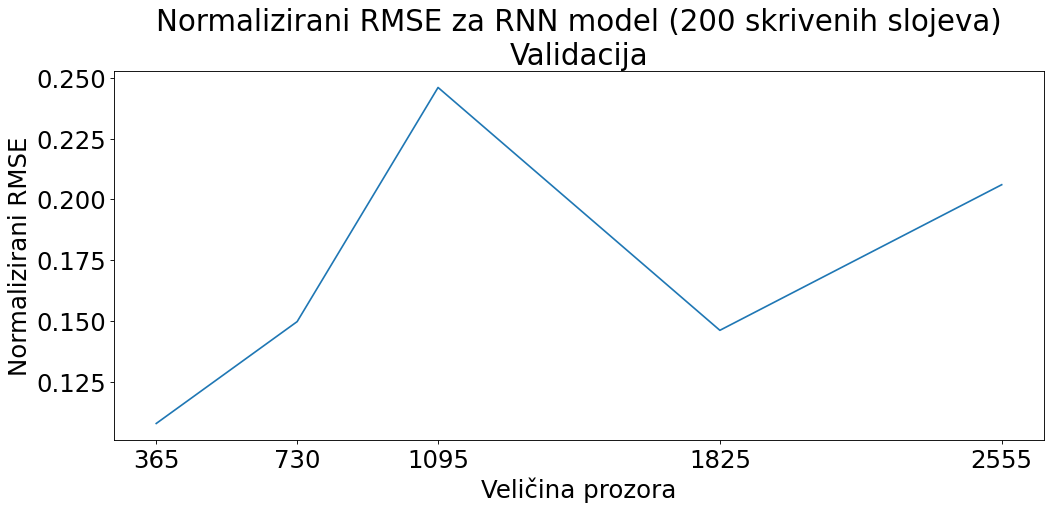 Normalizirani RMSE za RNN model (200 skrivenih slojeva)
Validacija
Normalizirani RMSE
0.250
0.225
0.200
0.175
0.150
0.125
365 730 1095 1825 2555
Veličina prozora